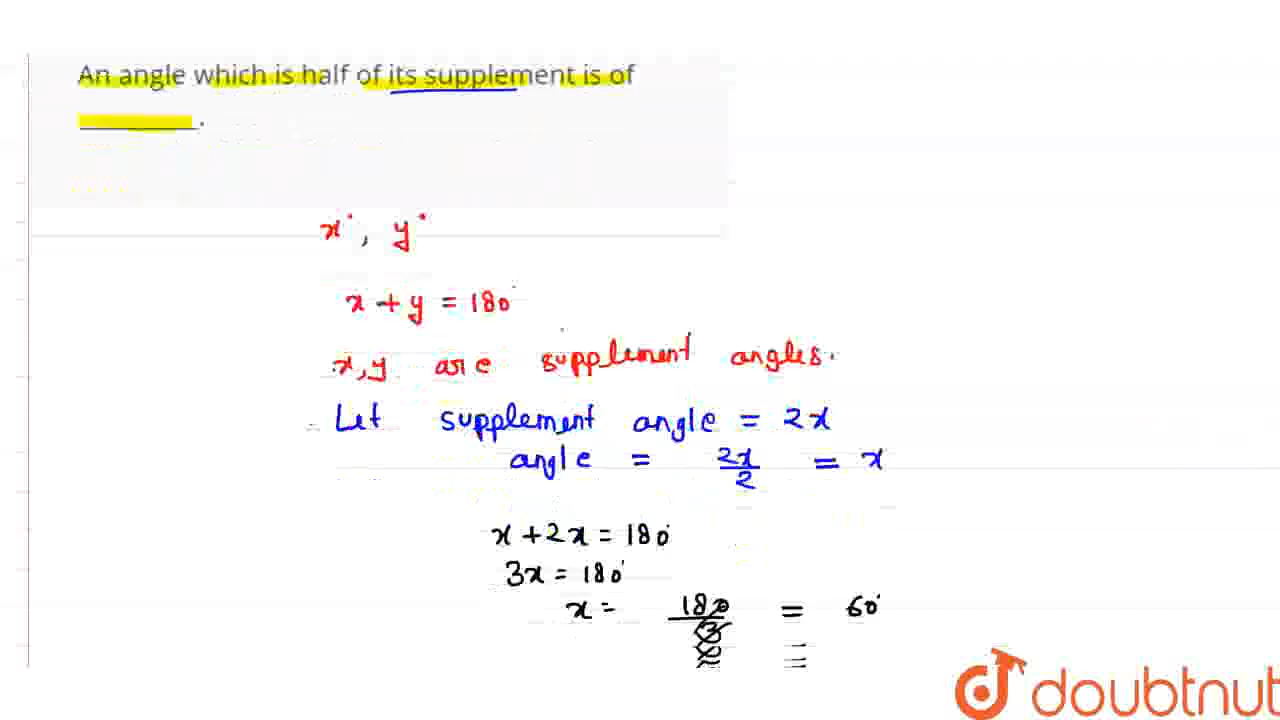 An angle which is half of its supplement is of
________ .
x°, y°
x + y = 180°
x, y are supplement angles.
Let supplement angle = 2x
angle = 2x/2 = x
x + 2x = 180°
3x = 180°
x = 180/3 = 60°
doubtnut